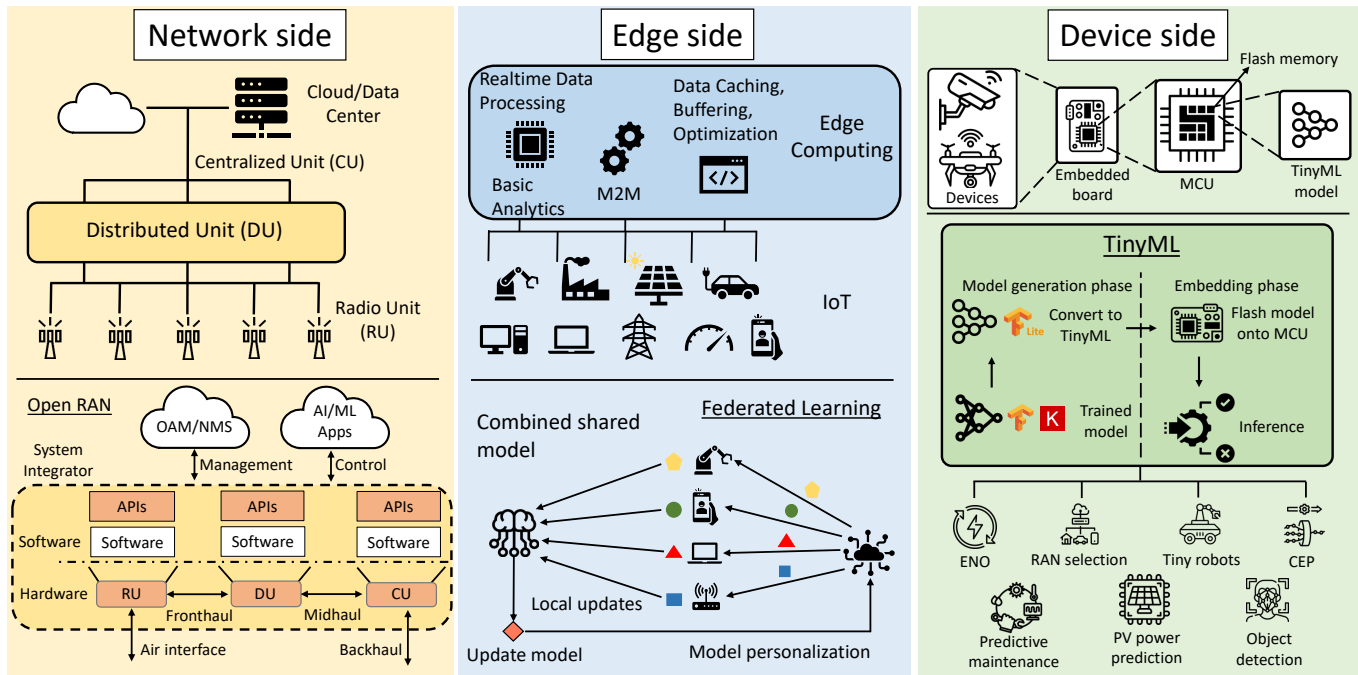 Network side
Cloud/Data
Center
Centralized Unit (CU)
Distributed Unit (DU)
Radio Unit
(RU)
Open RAN
OAM/NMS
AI/ML
Apps
System
Integrator
Management
Control
APIs
APIs
APIs
Software
Software
Software
Software
Hardware
RU
DU
CU
Fronthaul
Midhaul
Air interface
Backhaul
Edge side
Realtime Data
Processing
Data Caching,
Buffering,
Optimization
Edge
Computing
Basic
Analytics
M2M
</>
IoT
Federated Learning
Combined shared
model
Local updates
Update model
Model personalization
Device side
Flash memory
Devices
Embedded
board
MCU
TinyML
model
TinyML
Model generation phase
Embedding phase
Lite
Convert to
TinyML
Flash model
onto MCU
K
Trained
model
Inference
ENO
RAN selection
Tiny robots
CEP
Predictive
maintenance
PV power
prediction
Object
detection